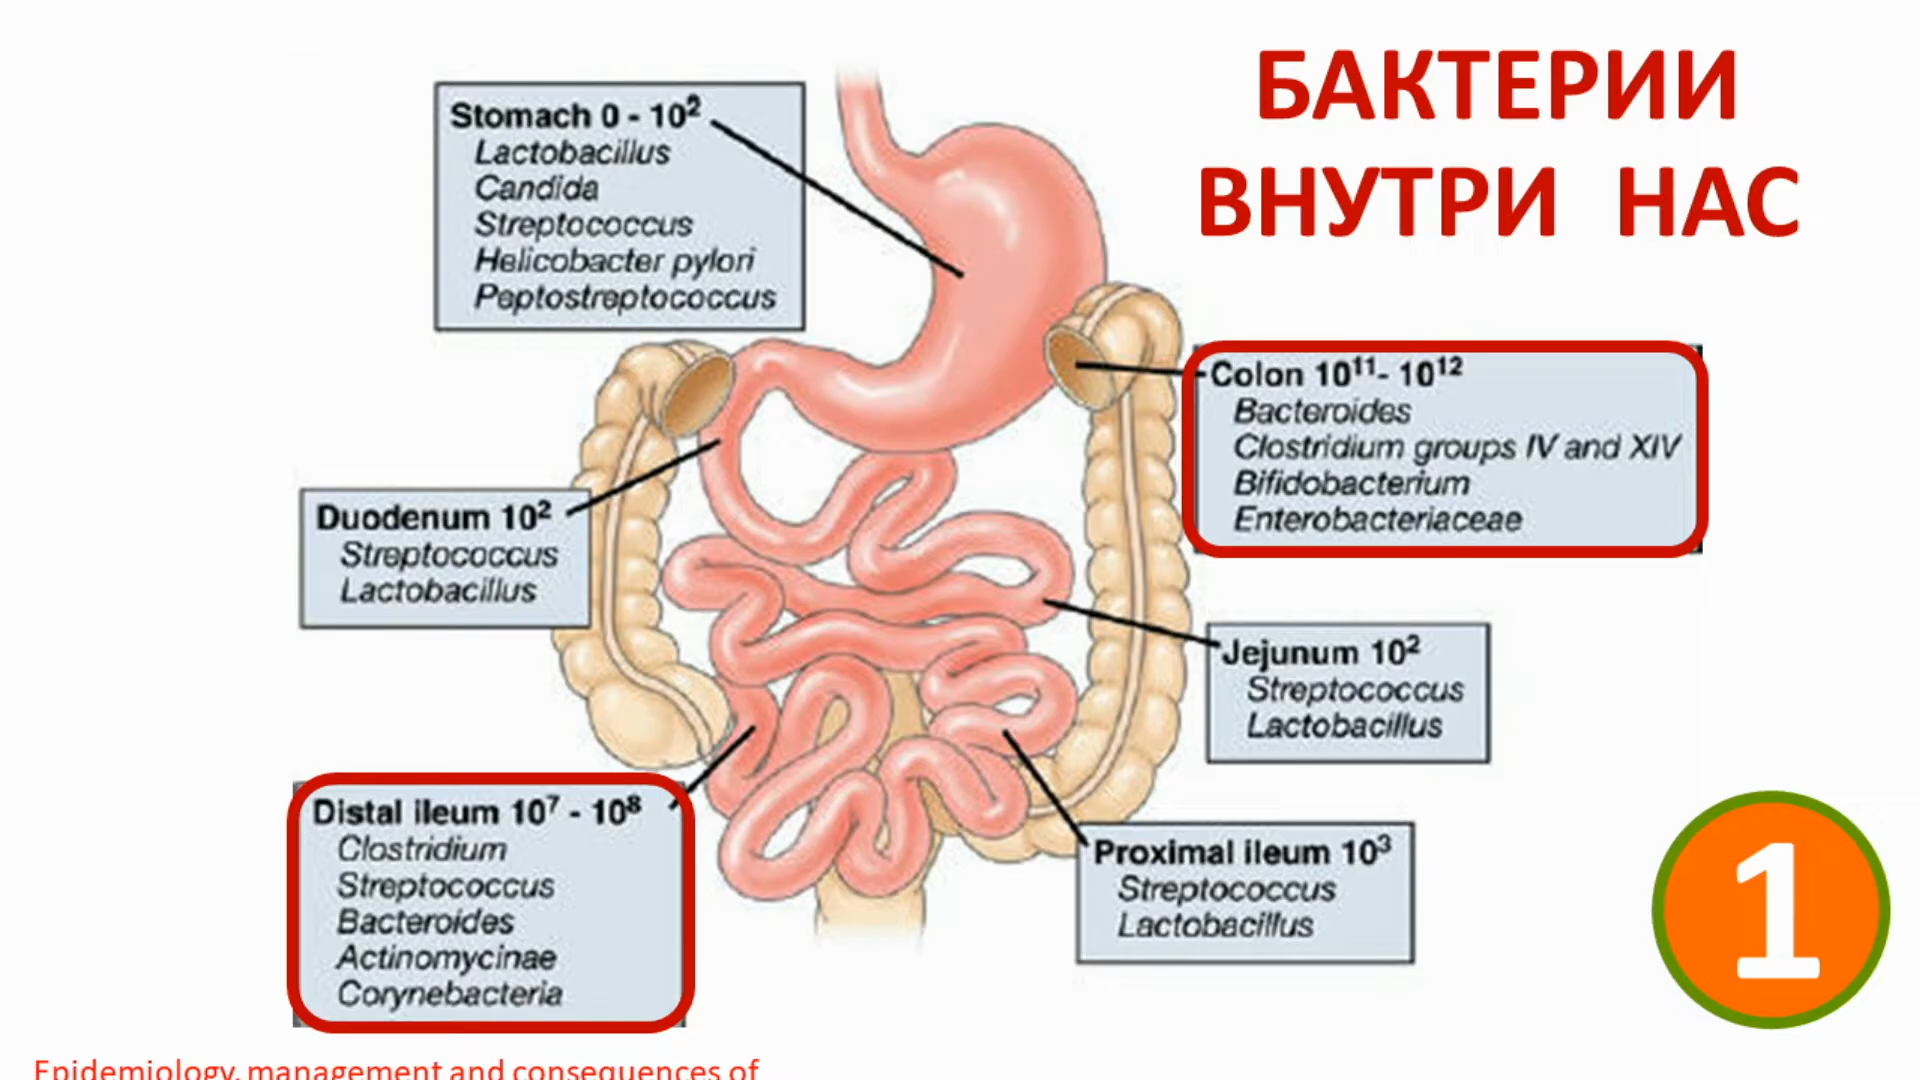 БАКТЕРИИ
ВНУТРИ НАС
Stomach 0 - 10²
Lactobacillus
Candida
Streptococcus
Helicobacter pylori
Peptostreptococcus
Colon 10¹¹- 10¹²
Bacteroides
Clostridium groups IV and XIV
Bifidobacterium
Enterobacteriaceae
Duodenum 10²
Streptococcus
Lactobacillus
Jejunum 10²
Streptococcus
Lactobacillus
Distal ileum 10⁷ - 10⁸
Clostridium
Streptococcus
Bacteroides
Actinomycinae
Corynebacteria
Proximal ileum 10³
Streptococcus
Lactobacillus
1
Epidemiology, management and consequences of